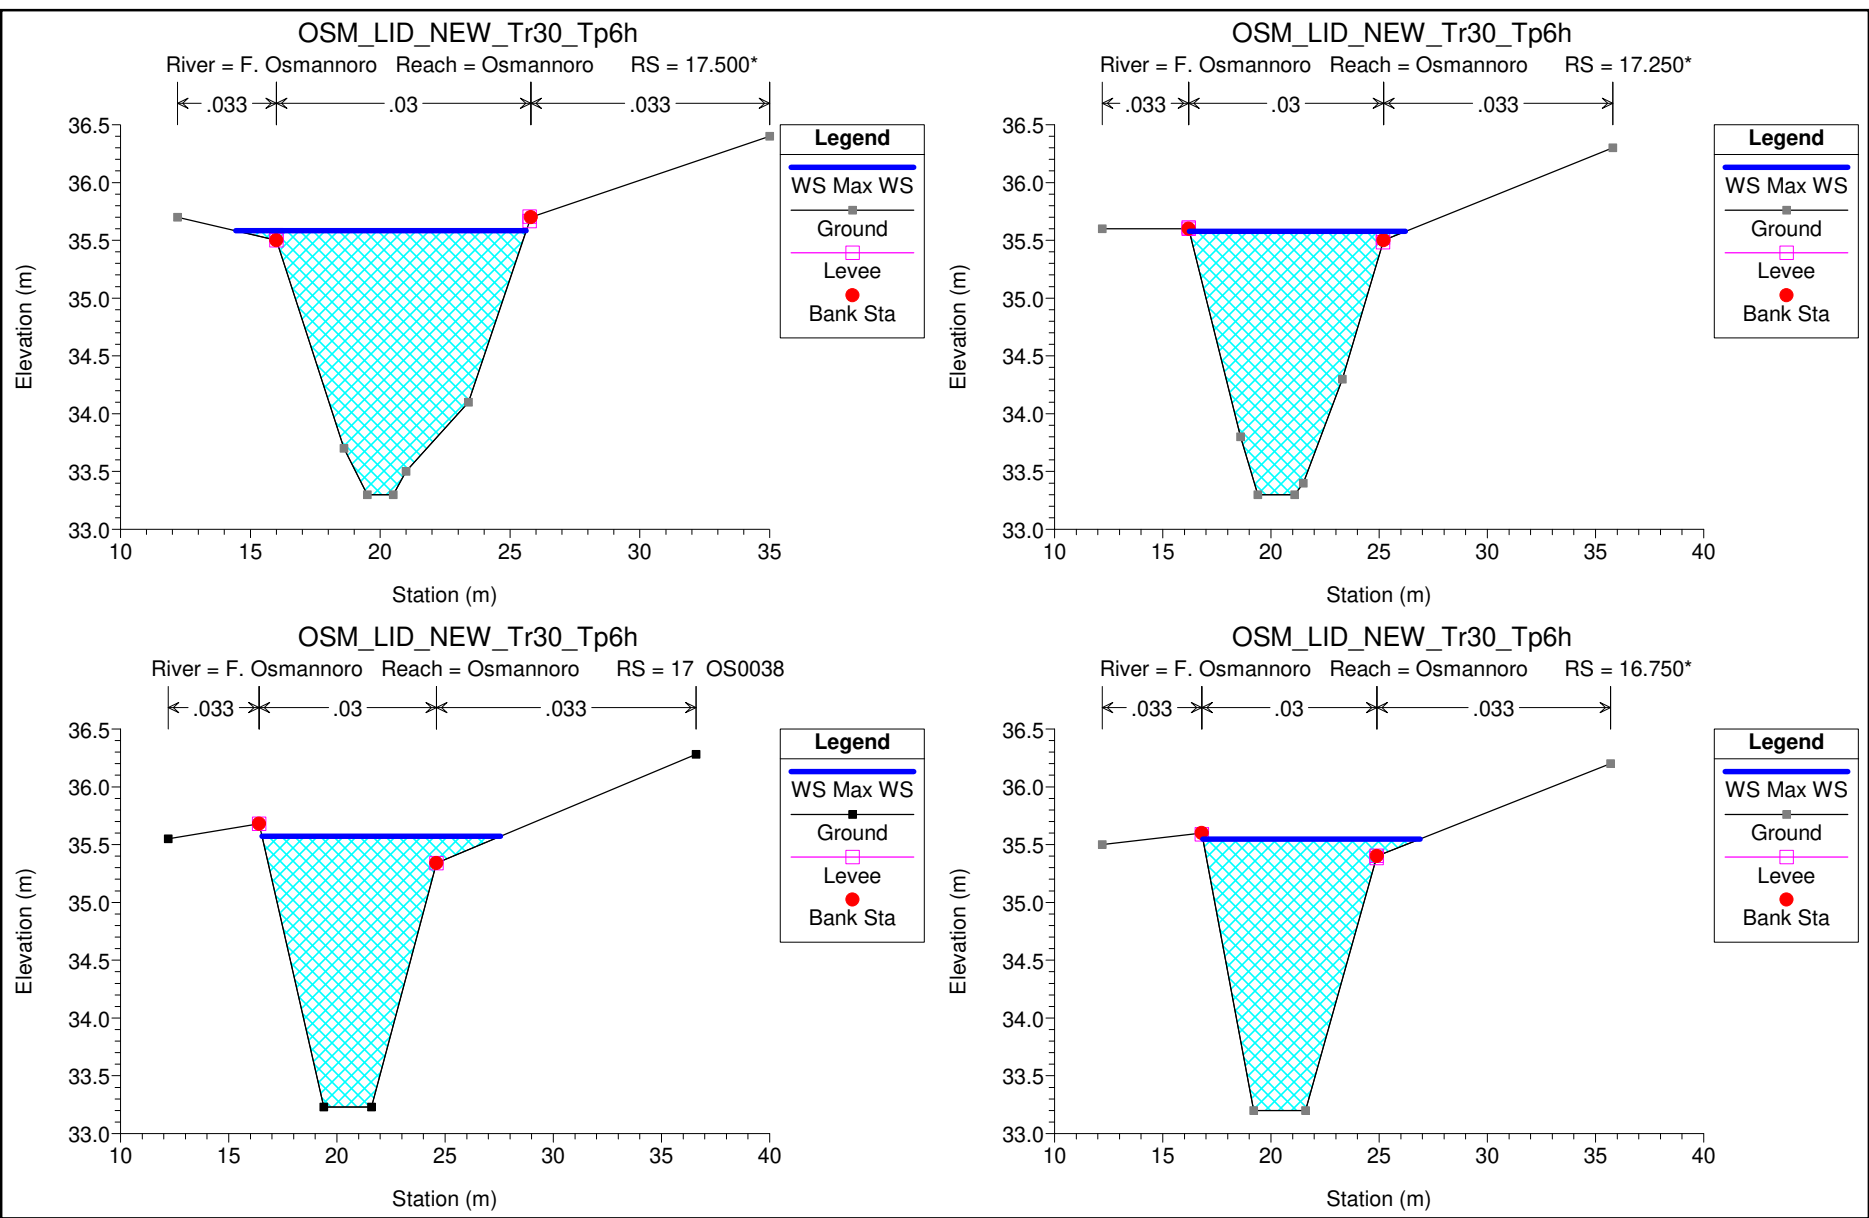 OSM_LID_NEW_Tr30_Tp6h
River = F. Osmannoro Reach = Osmannoro RS = 17.500*
.033 .03 .033
36.5
36.0
35.5
35.0
34.5
34.0
33.5
33.0
Elevation (m)
10 15 20 25 30 35
Station (m)
Legend
WS Max WS
Ground
Levee
Bank Sta
OSM_LID_NEW_Tr30_Tp6h
River = F. Osmannoro Reach = Osmannoro RS = 17.250*
.033 .03 .033
36.5
36.0
35.5
35.0
34.5
34.0
33.5
33.0
Elevation (m)
10 15 20 25 30 35 40
Station (m)
Legend
WS Max WS
Ground
Levee
Bank Sta
OSM_LID_NEW_Tr30_Tp6h
River = F. Osmannoro Reach = Osmannoro RS = 17 OS0038
.033 .03 .033
36.5
36.0
35.5
35.0
34.5
34.0
33.5
33.0
Elevation (m)
10 15 20 25 30 35 40
Station (m)
Legend
WS Max WS
Ground
Levee
Bank Sta
OSM_LID_NEW_Tr30_Tp6h
River = F. Osmannoro Reach = Osmannoro RS = 16.750*
.033 .03 .033
36.5
36.0
35.5
35.0
34.5
34.0
33.5
33.0
Elevation (m)
10 15 20 25 30 35 40
Station (m)
Legend
WS Max WS
Ground
Levee
Bank Sta